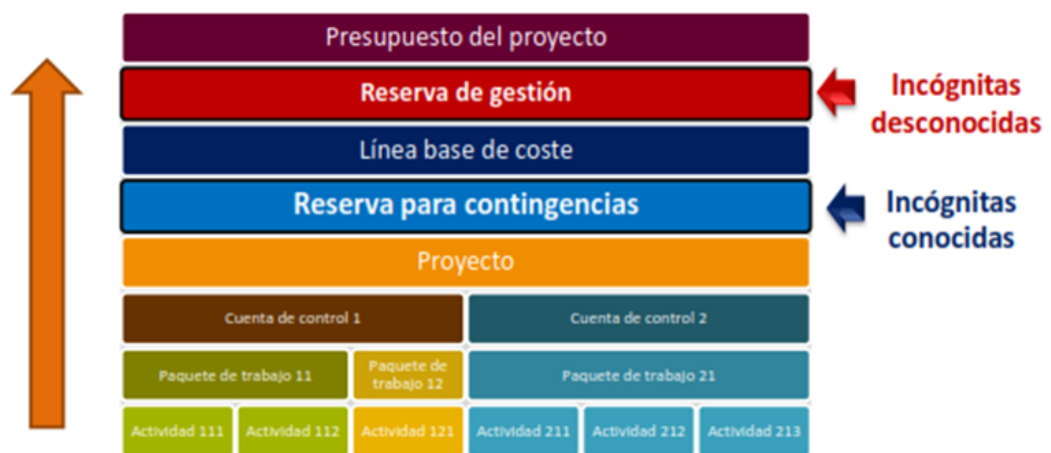 Presupuesto del proyecto
Reserva de gestión
Incógnitas
desconocidas
Línea base de coste
Reserva para contingencias
Incógnitas
conocidas
Proyecto
Cuenta de control 1
Cuenta de control 2
Paquete de trabajo 11
Paquete de
trabajo 12
Paquete de trabajo 21
Actividad 111
Actividad 112
Actividad 121
Actividad 211
Actividad 212
Actividad 213